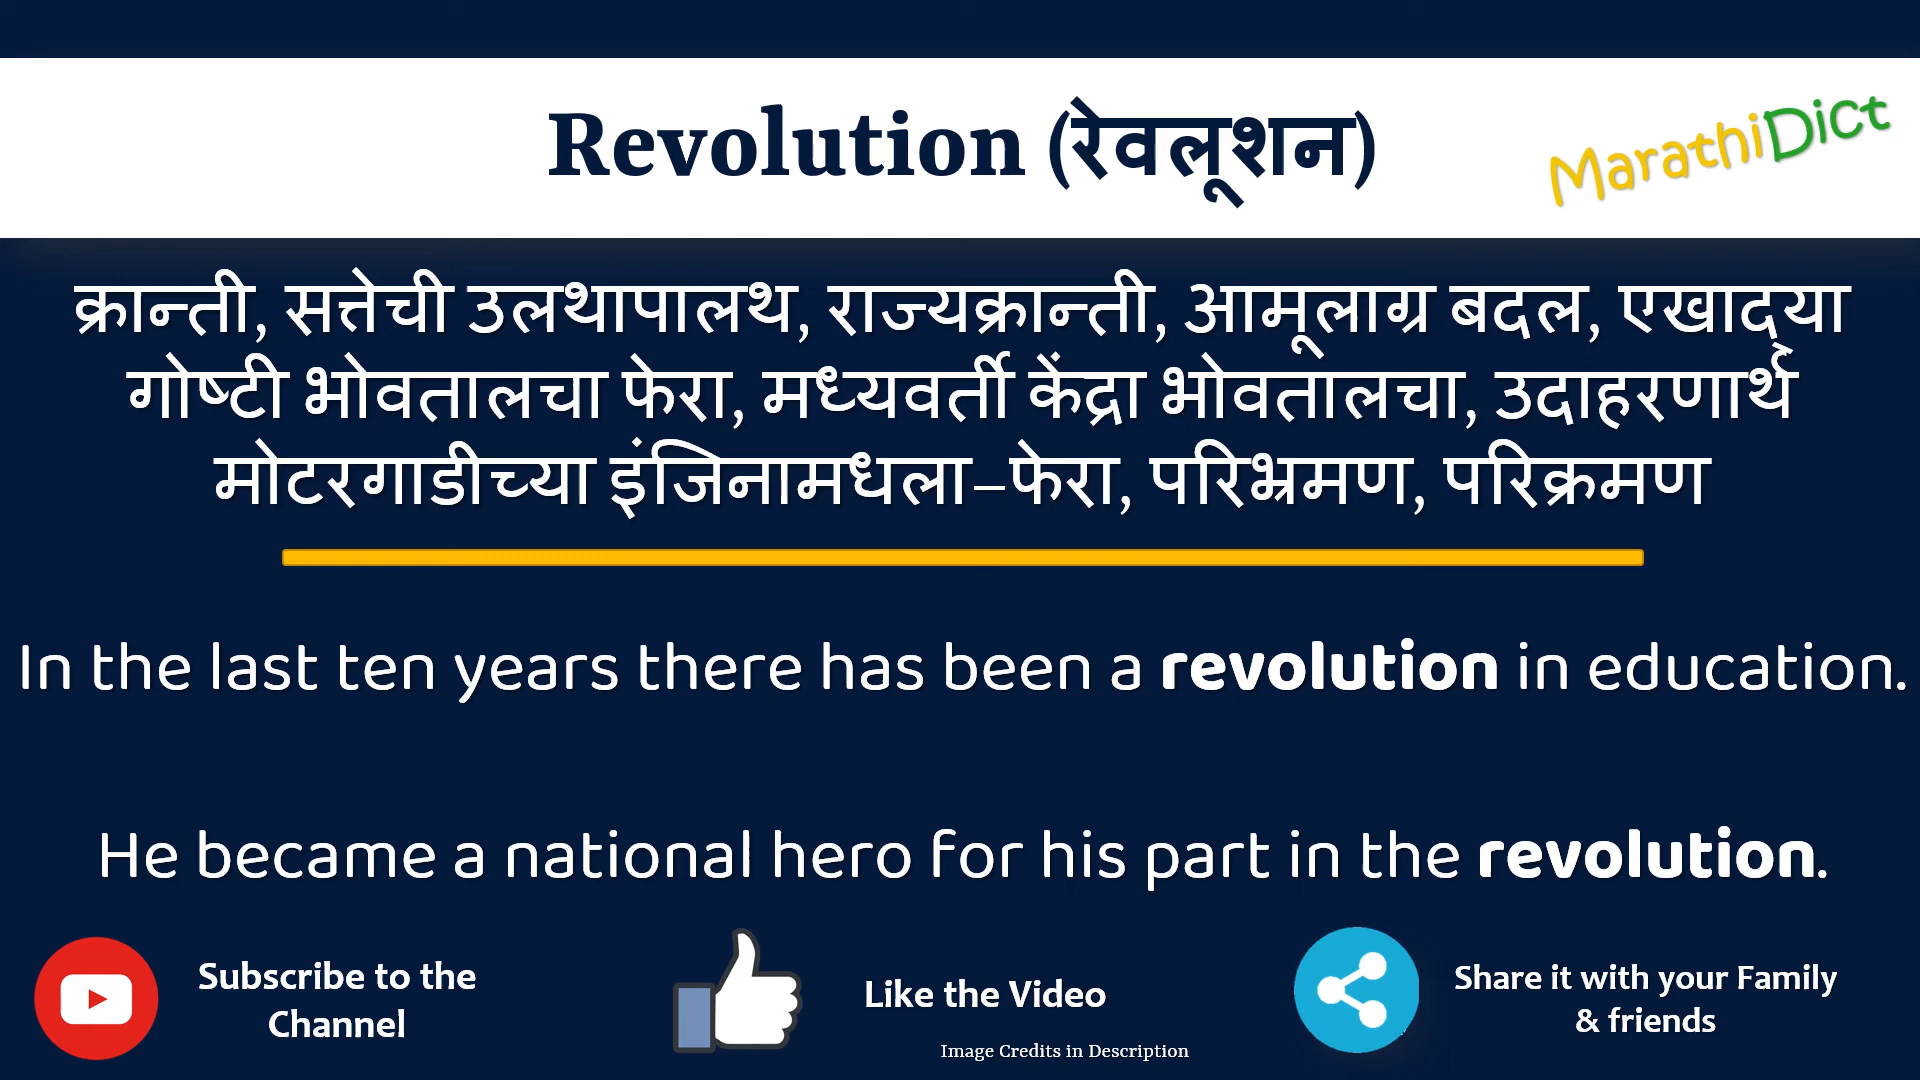 Revolution (रेवलूशन)
MarathiDict
क्रान्ती, सत्तेची उलथापालथ, राज्यक्रान्ती, आमूलाग्र बदल, एखाद्या
गोष्टी भोवतालचा फेरा, मध्यवर्ती केंद्रा भोवतालचा, उदाहरणार्थ
मोटरगाडीच्या इंजिनामधला–फेरा, परिभ्रमण, परिक्रमण
In the last ten years there has been a revolution in education.
He became a national hero for his part in the revolution.
Subscribe to the
Channel
Like the Video
Share it with your Family
& friends
Image Credits in Description